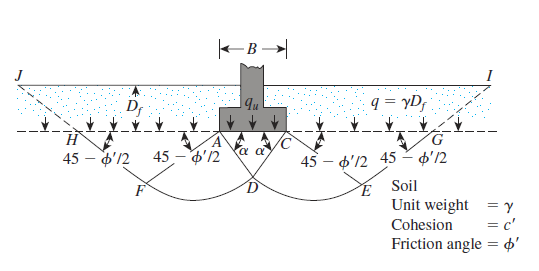 B
J
I
D_f
q_u
q = γD_f
H
A
C
G
45 − ϕ′/2
45 − ϕ′/2
α
α
45 − ϕ′/2
45 − ϕ′/2
F
D
E
Soil
Unit weight = γ
Cohesion = c′
Friction angle = ϕ′